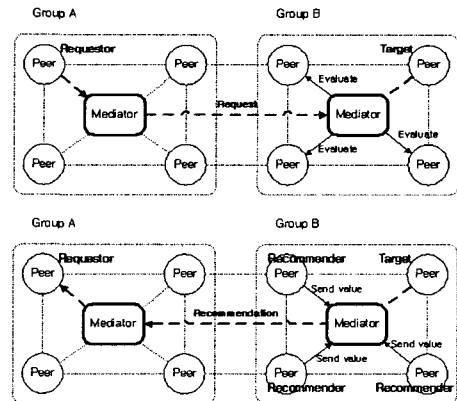 Group A
Group B
Requestor
Target
Peer
Peer
Peer
Peer
Evaluate
Mediator
Request
Mediator
Evaluate
Peer
Peer
Peer
Evaluate
Peer
Group A
Group B
Requestor
Recommender
Target
Peer
Peer
Peer
Peer
Send value
Mediator
Recommendation
Mediator
Send value
Send value
Peer
Peer
Peer
Peer
Recommender
Recommender